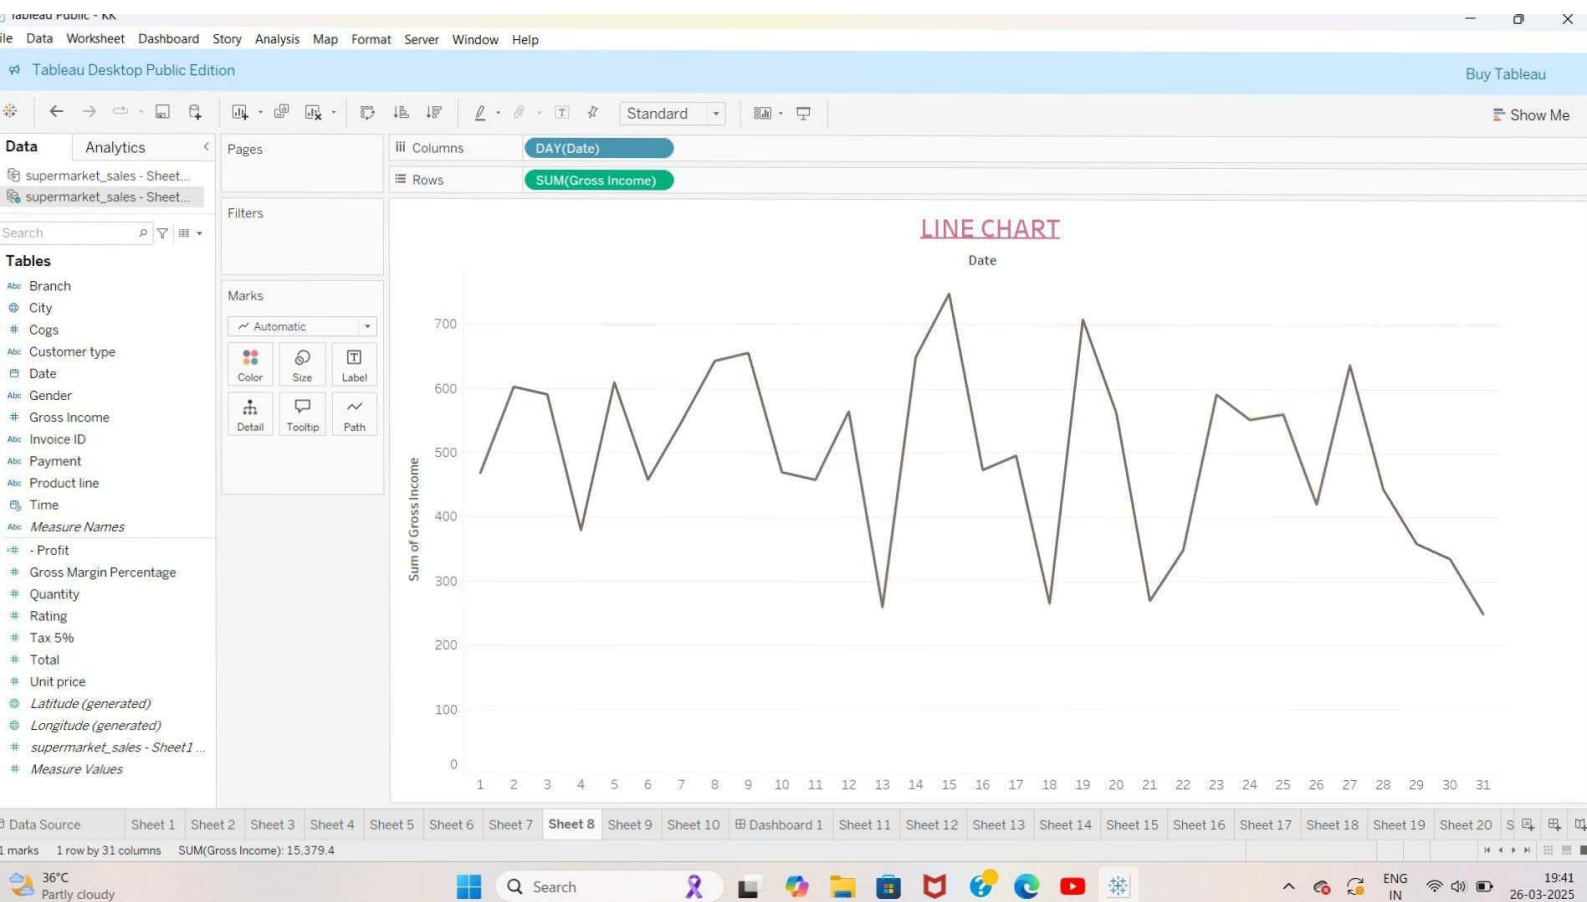 Tableau Public - KK
ile Data Worksheet Dashboard Story Analysis Map Format Server Window Help
Tableau Desktop Public Edition Buy Tableau
Standard Show Me
Data Analytics
supermarket_sales - Sheet...
supermarket_sales - Sheet...
Search
Tables
Abc Branch
City
# Cogs
Abc Customer type
Date
Abc Gender
# Gross Income
Abc Invoice ID
Abc Payment
Abc Product line
Time
Abc Measure Names
=# - Profit
# Gross Margin Percentage
# Quantity
# Rating
# Tax 5%
# Total
# Unit price
Latitude (generated)
Longitude (generated)
# supermarket_sales - Sheet1 ...
# Measure Values
Pages
Filters
Marks
Automatic
Color Size Label
Detail Tooltip Path
iii Columns DAY(Date)
Rows SUM(Gross Income)
LINE CHART
Date
Sum of Gross Income
700
600
500
400
300
200
100
0
1 2 3 4 5 6 7 8 9 10 11 12 13 14 15 16 17 18 19 20 21 22 23 24 25 26 27 28 29 30 31
Data Source Sheet 1 Sheet 2 Sheet 3 Sheet 4 Sheet 5 Sheet 6 Sheet 7 Sheet 8 Sheet 9 Sheet 10 Dashboard 1 Sheet 11 Sheet 12 Sheet 13 Sheet 14 Sheet 15 Sheet 16 Sheet 17 Sheet 18 Sheet 19 Sheet 20 S
1 marks 1 row by 31 columns SUM(Gross Income): 15,379.4
36°C
Partly cloudy
Search
ENG
IN
19:41
26-03-2025